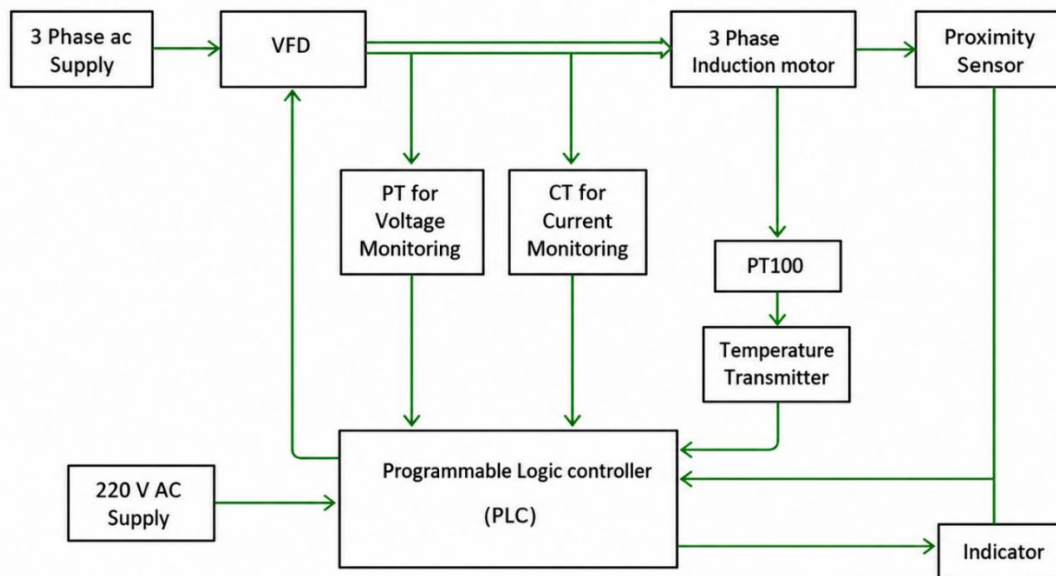 3 Phase ac
Supply
VFD
3 Phase
Induction motor
Proximity
Sensor
PT for
Voltage
Monitoring
CT for
Current
Monitoring
PT100
Temperature
Transmitter
Programmable Logic controller
(PLC)
220 V AC
Supply
Indicator